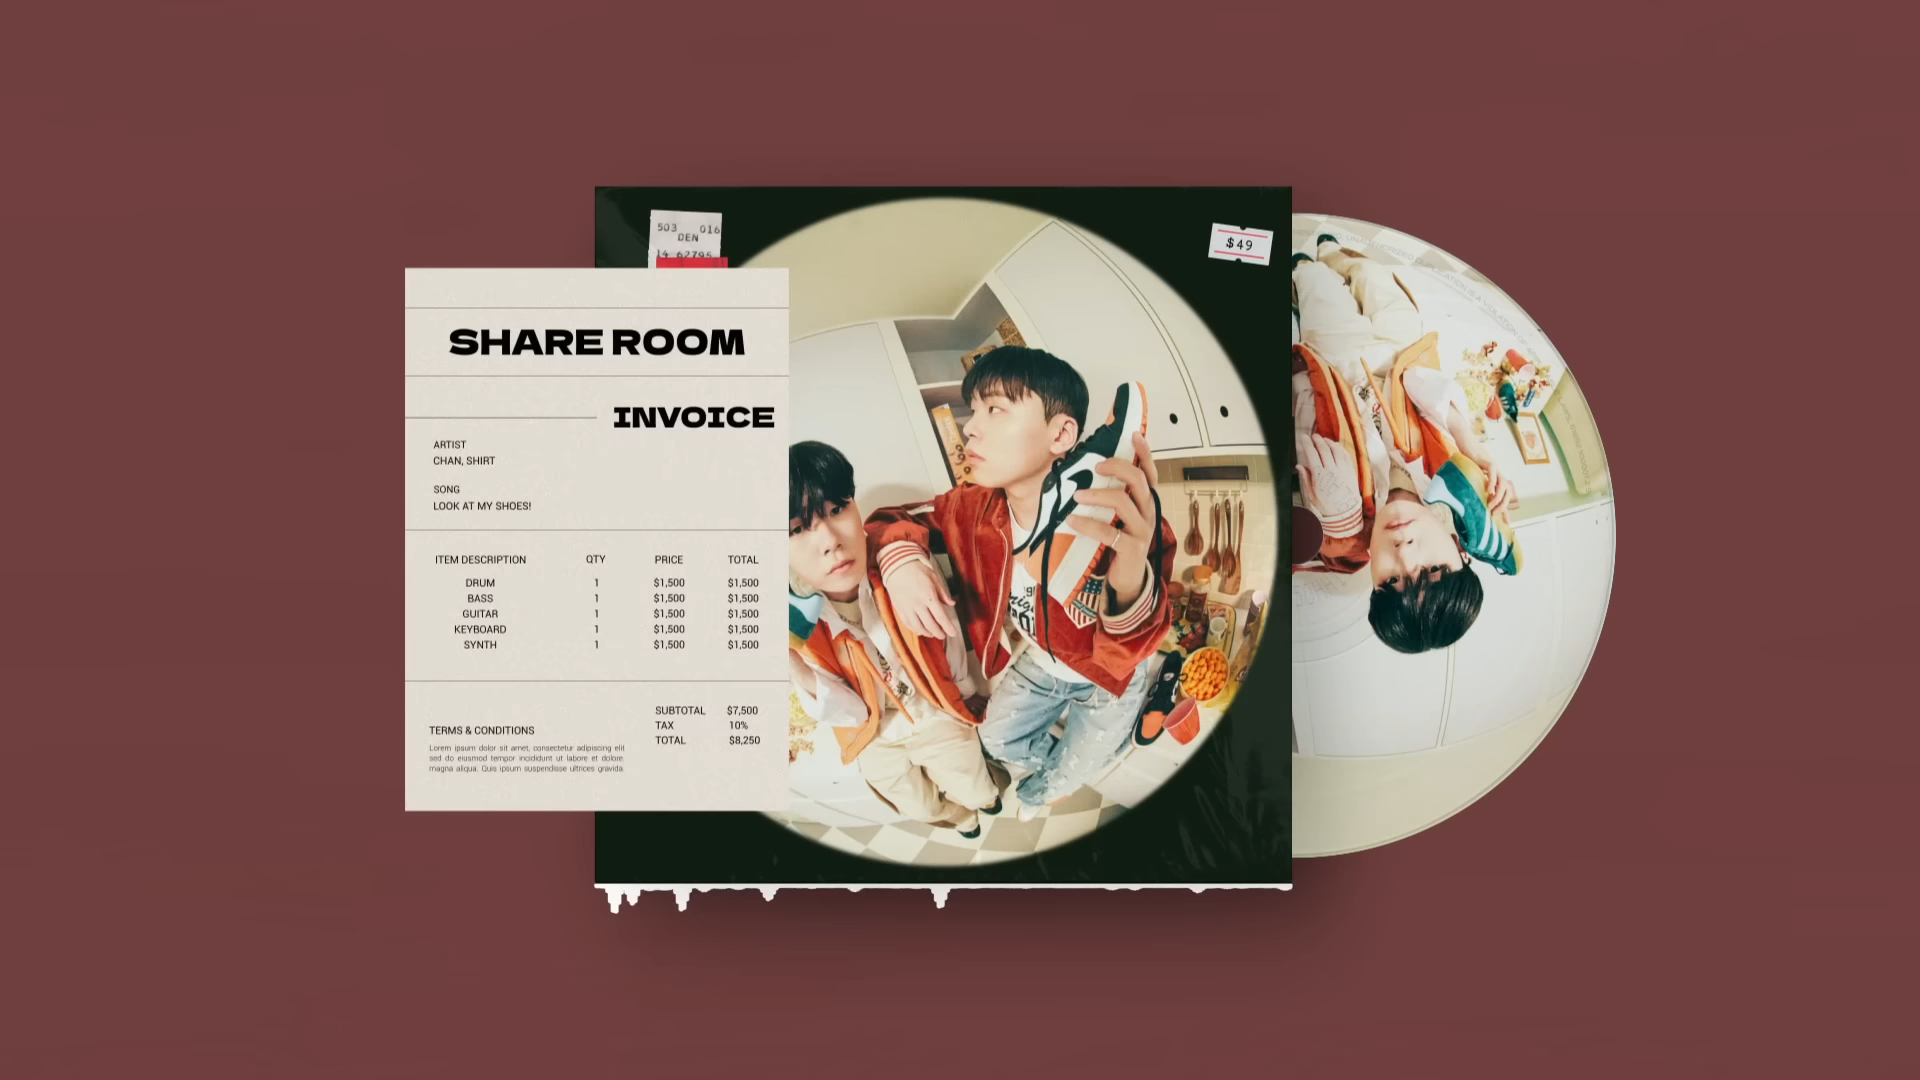 503 016
DEN
14 62795
$49
SHARE ROOM
INVOICE
ARTIST
CHAN, SHIRT
SONG
LOOK AT MY SHOES!
ITEM DESCRIPTION QTY PRICE TOTAL
DRUM 1 $1,500 $1,500
BASS 1 $1,500 $1,500
GUITAR 1 $1,500 $1,500
KEYBOARD 1 $1,500 $1,500
SYNTH 1 $1,500 $1,500
SUBTOTAL $7,500
TAX 10%
TOTAL $8,250
TERMS & CONDITIONS
Lorem ipsum dolor sit amet, consectetur adipiscing elit
sed do eiusmod tempor incididunt ut labore et dolore
magna aliqua. Quis ipsum suspendisse ultrices gravida.